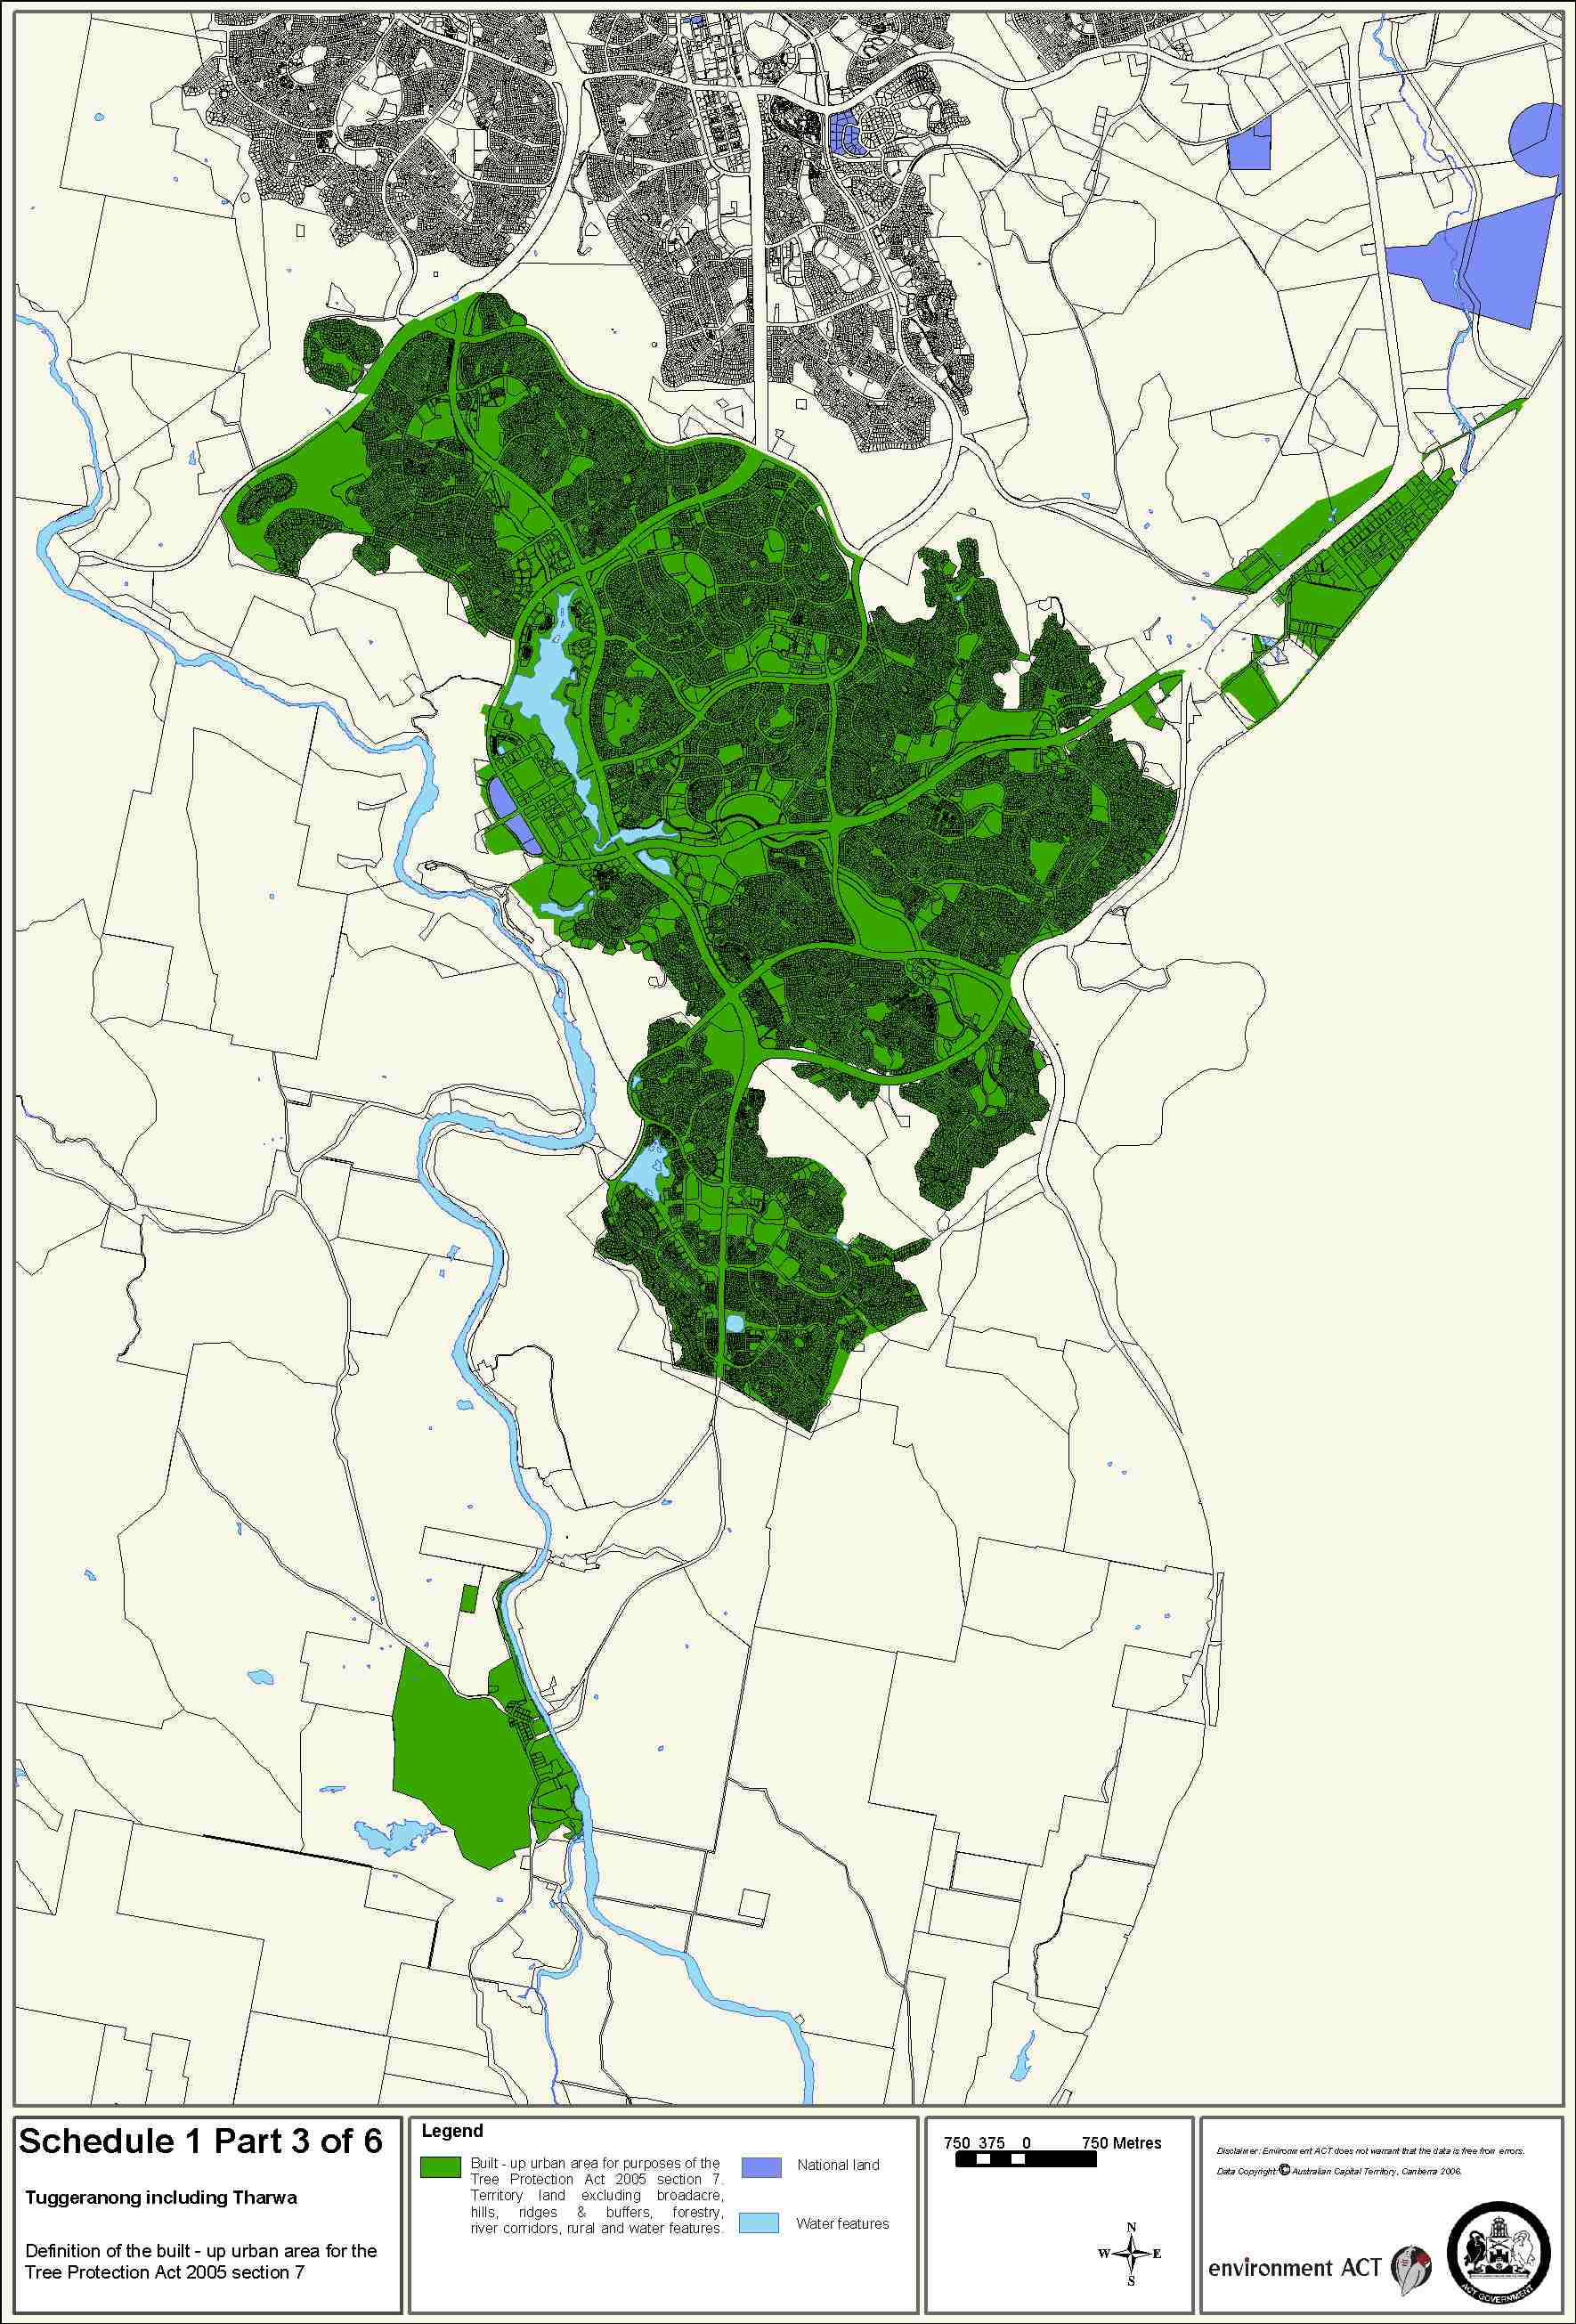 Schedule 1 Part 3 of 6
Tuggeranong including Tharwa
Definition of the built - up urban area for the
Tree Protection Act 2005 section 7
Legend
Built - up urban area for purposes of the
Tree Protection Act 2005 section 7.
Territory land excluding broadacre,
hills, ridges & buffers, forestry,
river corridors, rural and water features.
National land
Water features
750 375 0 750 Metres
N
W E
S
Disclaimer: Environment ACT does not warrant that the data is free from errors.
Data Copyright: © Australian Capital Territory, Canberra 2006.
environment ACT
ACT GOVERNMENT